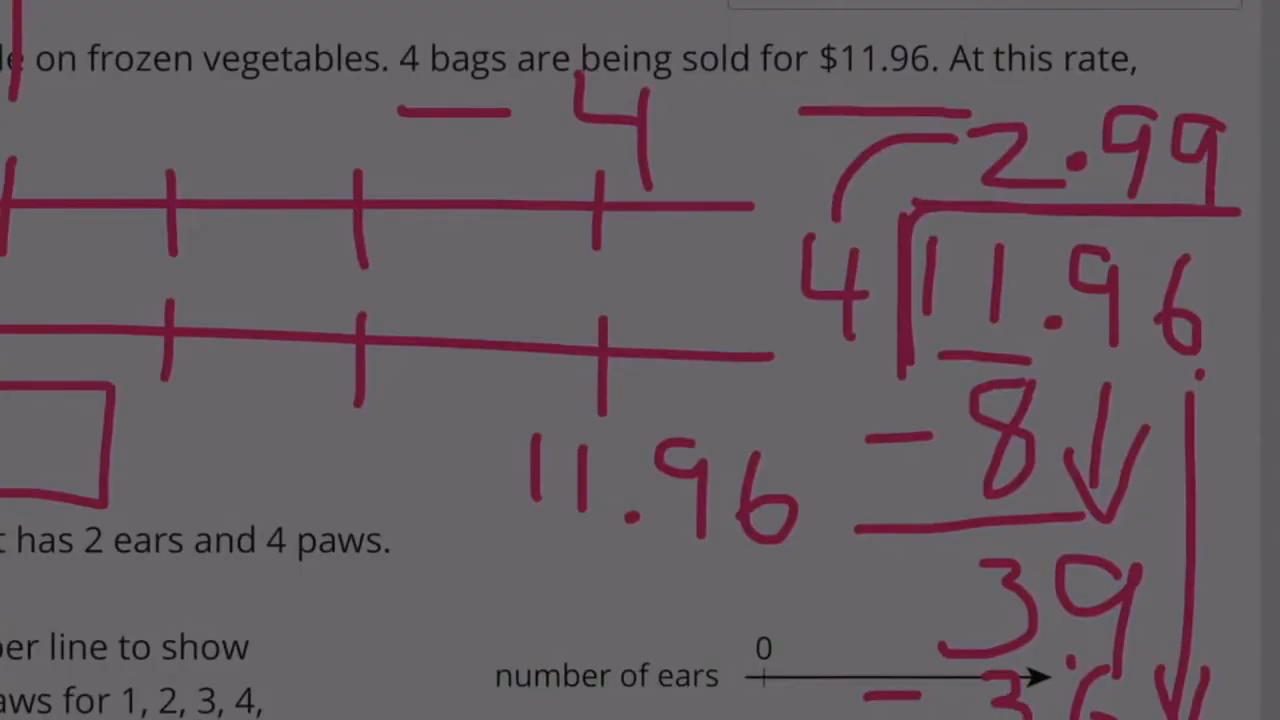 on frozen vegetables. 4 bags are being sold for $11.96. At this rate,
4
2.99
4 11.96
- 8
11.96
39
has 2 ears and 4 paws.
line to show
0
number of ears
- 36
for 1, 2, 3, 4,